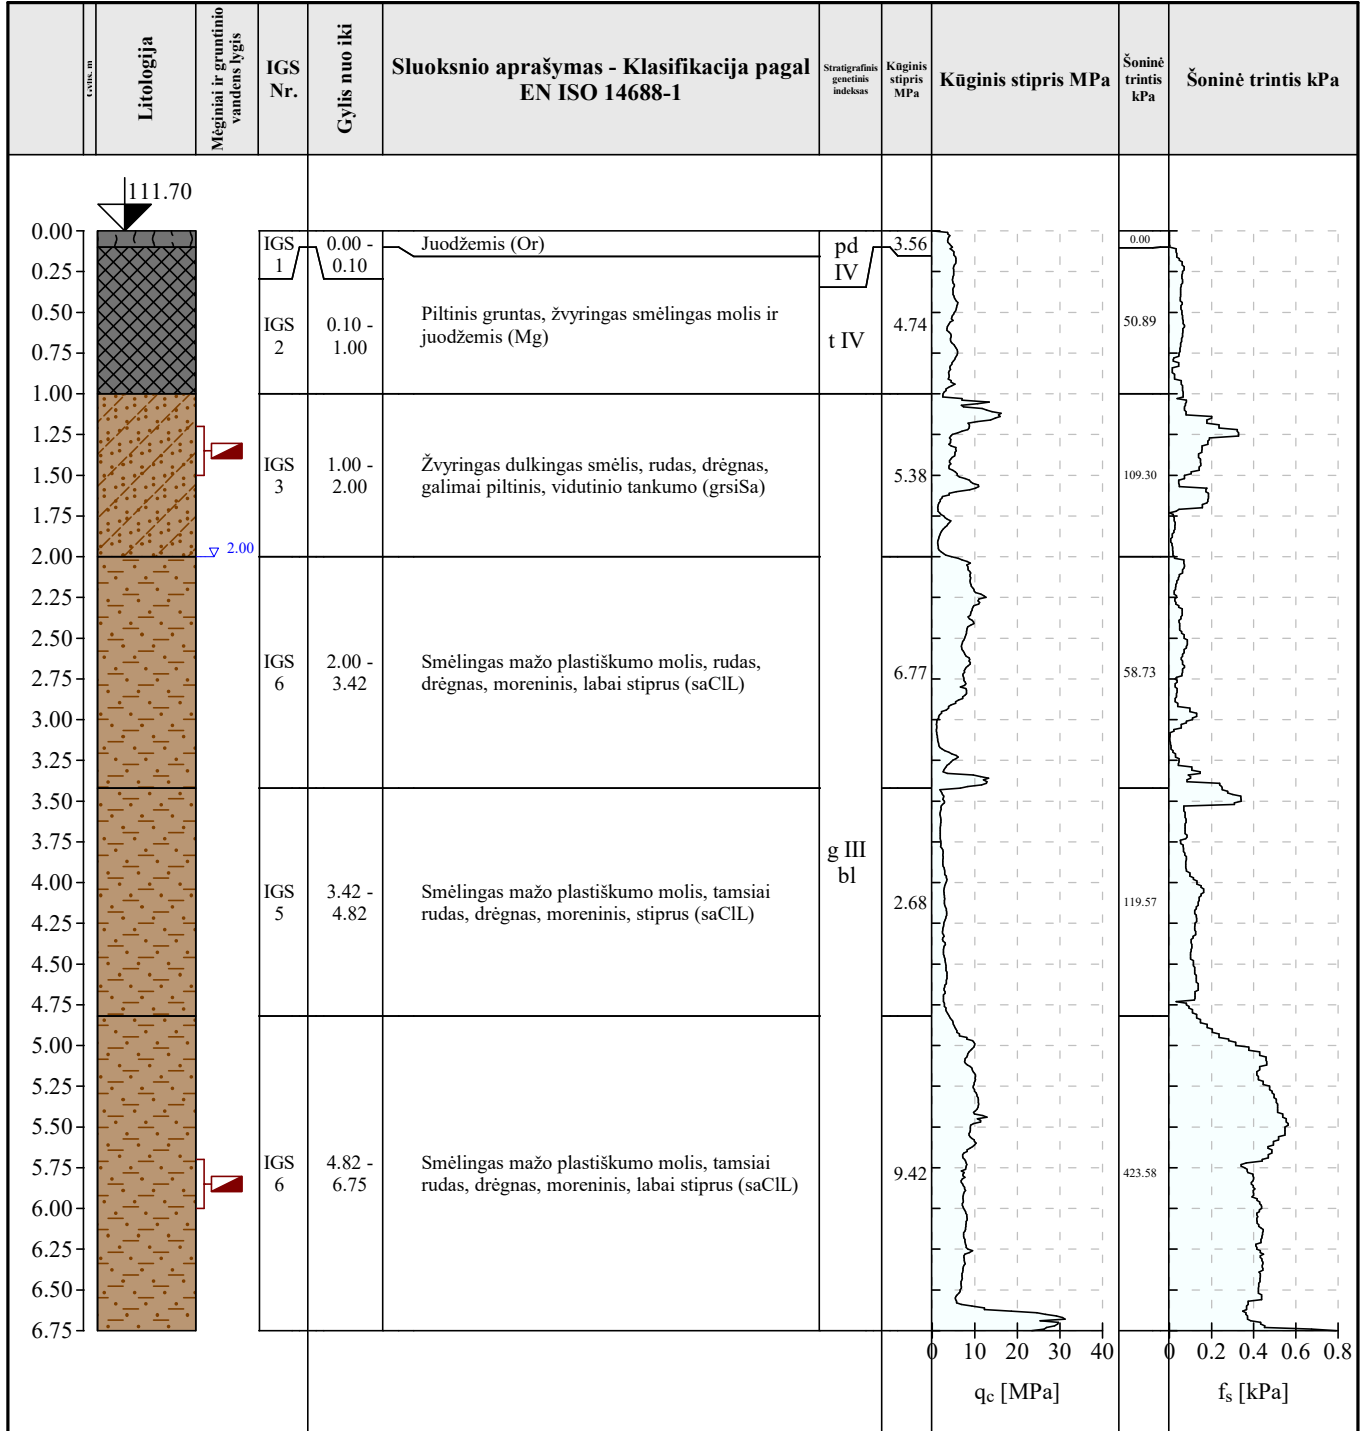 Gylis, m
Litologija
Mėginiai ir gruntinio
vandens lygis
IGS
Nr.
Gylis nuo iki
Sluoksnio aprašymas - Klasifikacija pagal
EN ISO 14688-1
Stratigrafinis
genetinis
indeksas
Kūginis
stipris
MPa
Kūginis stipris MPa
Šoninė
trintis
kPa
Šoninė trintis kPa
111.70
0.00
0.25
0.50
0.75
1.00
1.25
1.50
1.75
2.00
2.25
2.50
2.75
3.00
3.25
3.50
3.75
4.00
4.25
4.50
4.75
5.00
5.25
5.50
5.75
6.00
6.25
6.50
6.75
2.00
IGS
1
0.00 -
0.10
Juodžemis (Or)
pd
IV
3.56
0.00
IGS
2
0.10 -
1.00
Piltinis gruntas, žvyringas smėlingas molis ir
juodžemis (Mg)
t IV
4.74
50.89
IGS
3
1.00 -
2.00
Žvyringas dulkingas smėlis, rudas, drėgnas,
galimai piltinis, vidutinio tankumo (grsiSa)
5.38
109.30
IGS
6
2.00 -
3.42
Smėlingas mažo plastiškumo molis, rudas,
drėgnas, moreninis, labai stiprus (saClL)
6.77
58.73
g III
bl
IGS
5
3.42 -
4.82
Smėlingas mažo plastiškumo molis, tamsiai
rudas, drėgnas, moreninis, stiprus (saClL)
2.68
119.57
IGS
6
4.82 -
6.75
Smėlingas mažo plastiškumo molis, tamsiai
rudas, drėgnas, moreninis, labai stiprus (saClL)
9.42
423.58
0 10 20 30 40
q_c [MPa]
0 0.2 0.4 0.6 0.8
f_s [kPa]